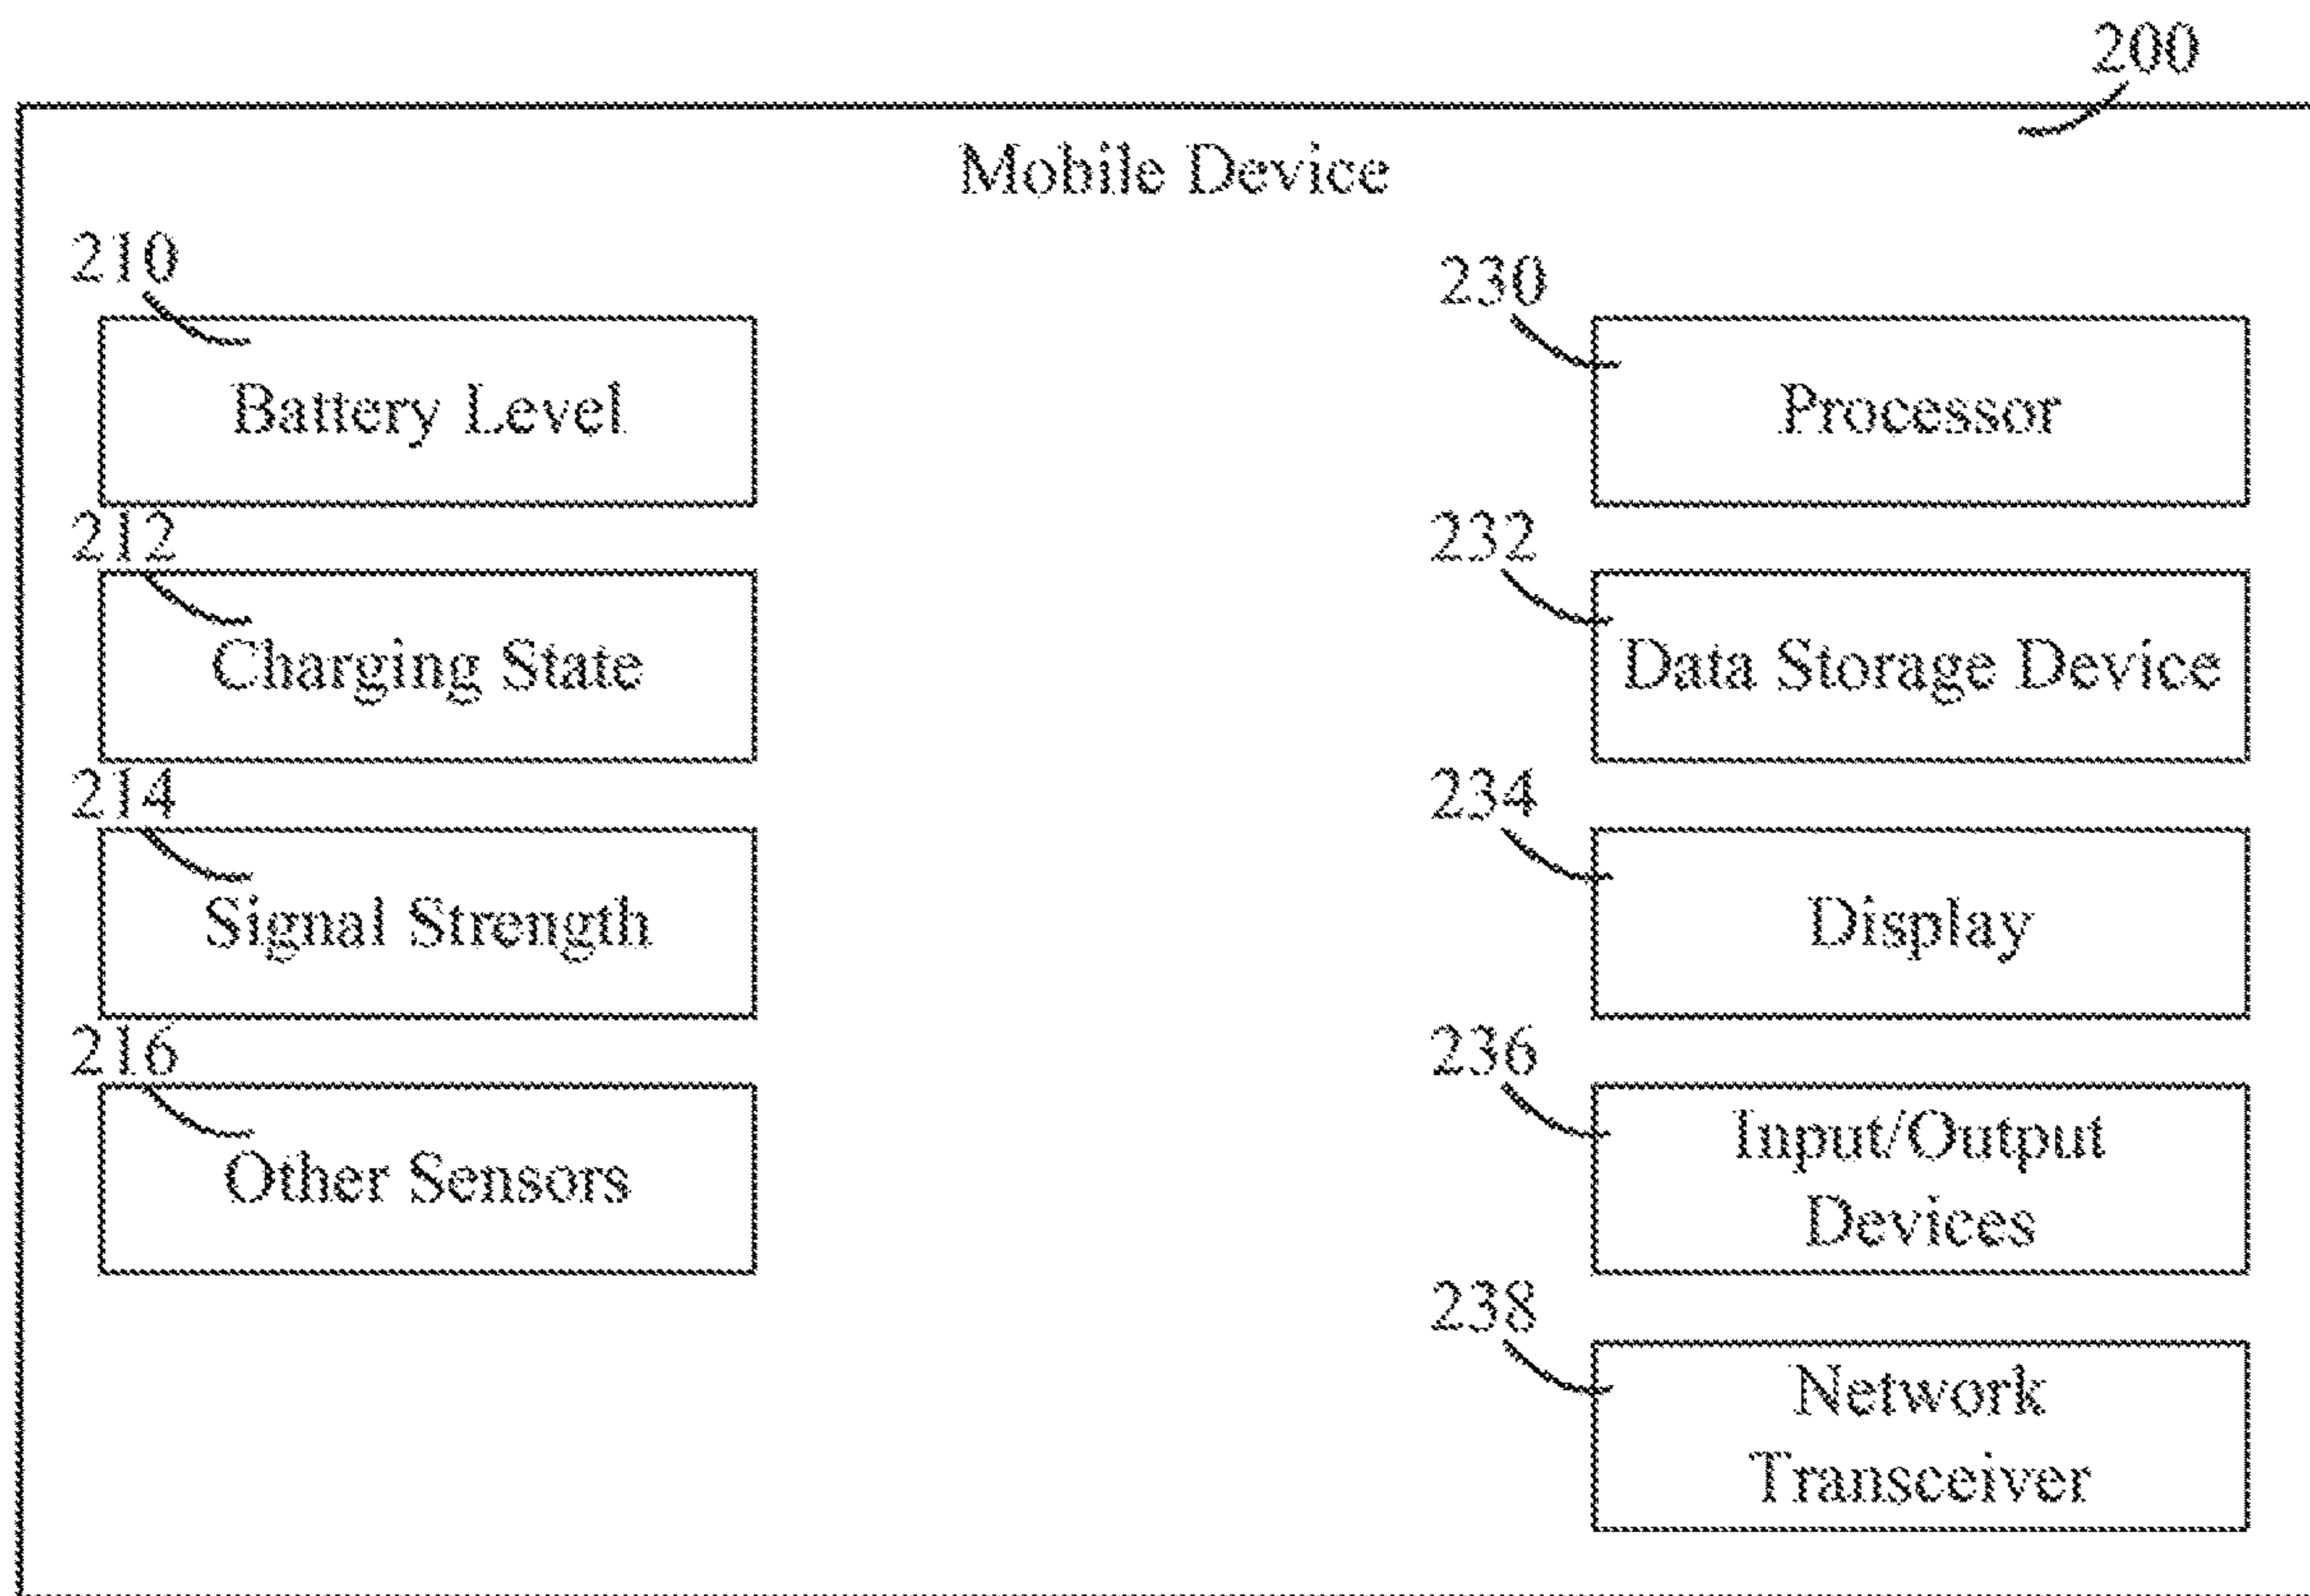 200
Mobile Device
210
Battery Level
212
Charging State
214
Signal Strength
216
Other Sensors
230
Processor
232
Data Storage Device
234
Display
236
Input/Output
Devices
238
Network
Transceiver